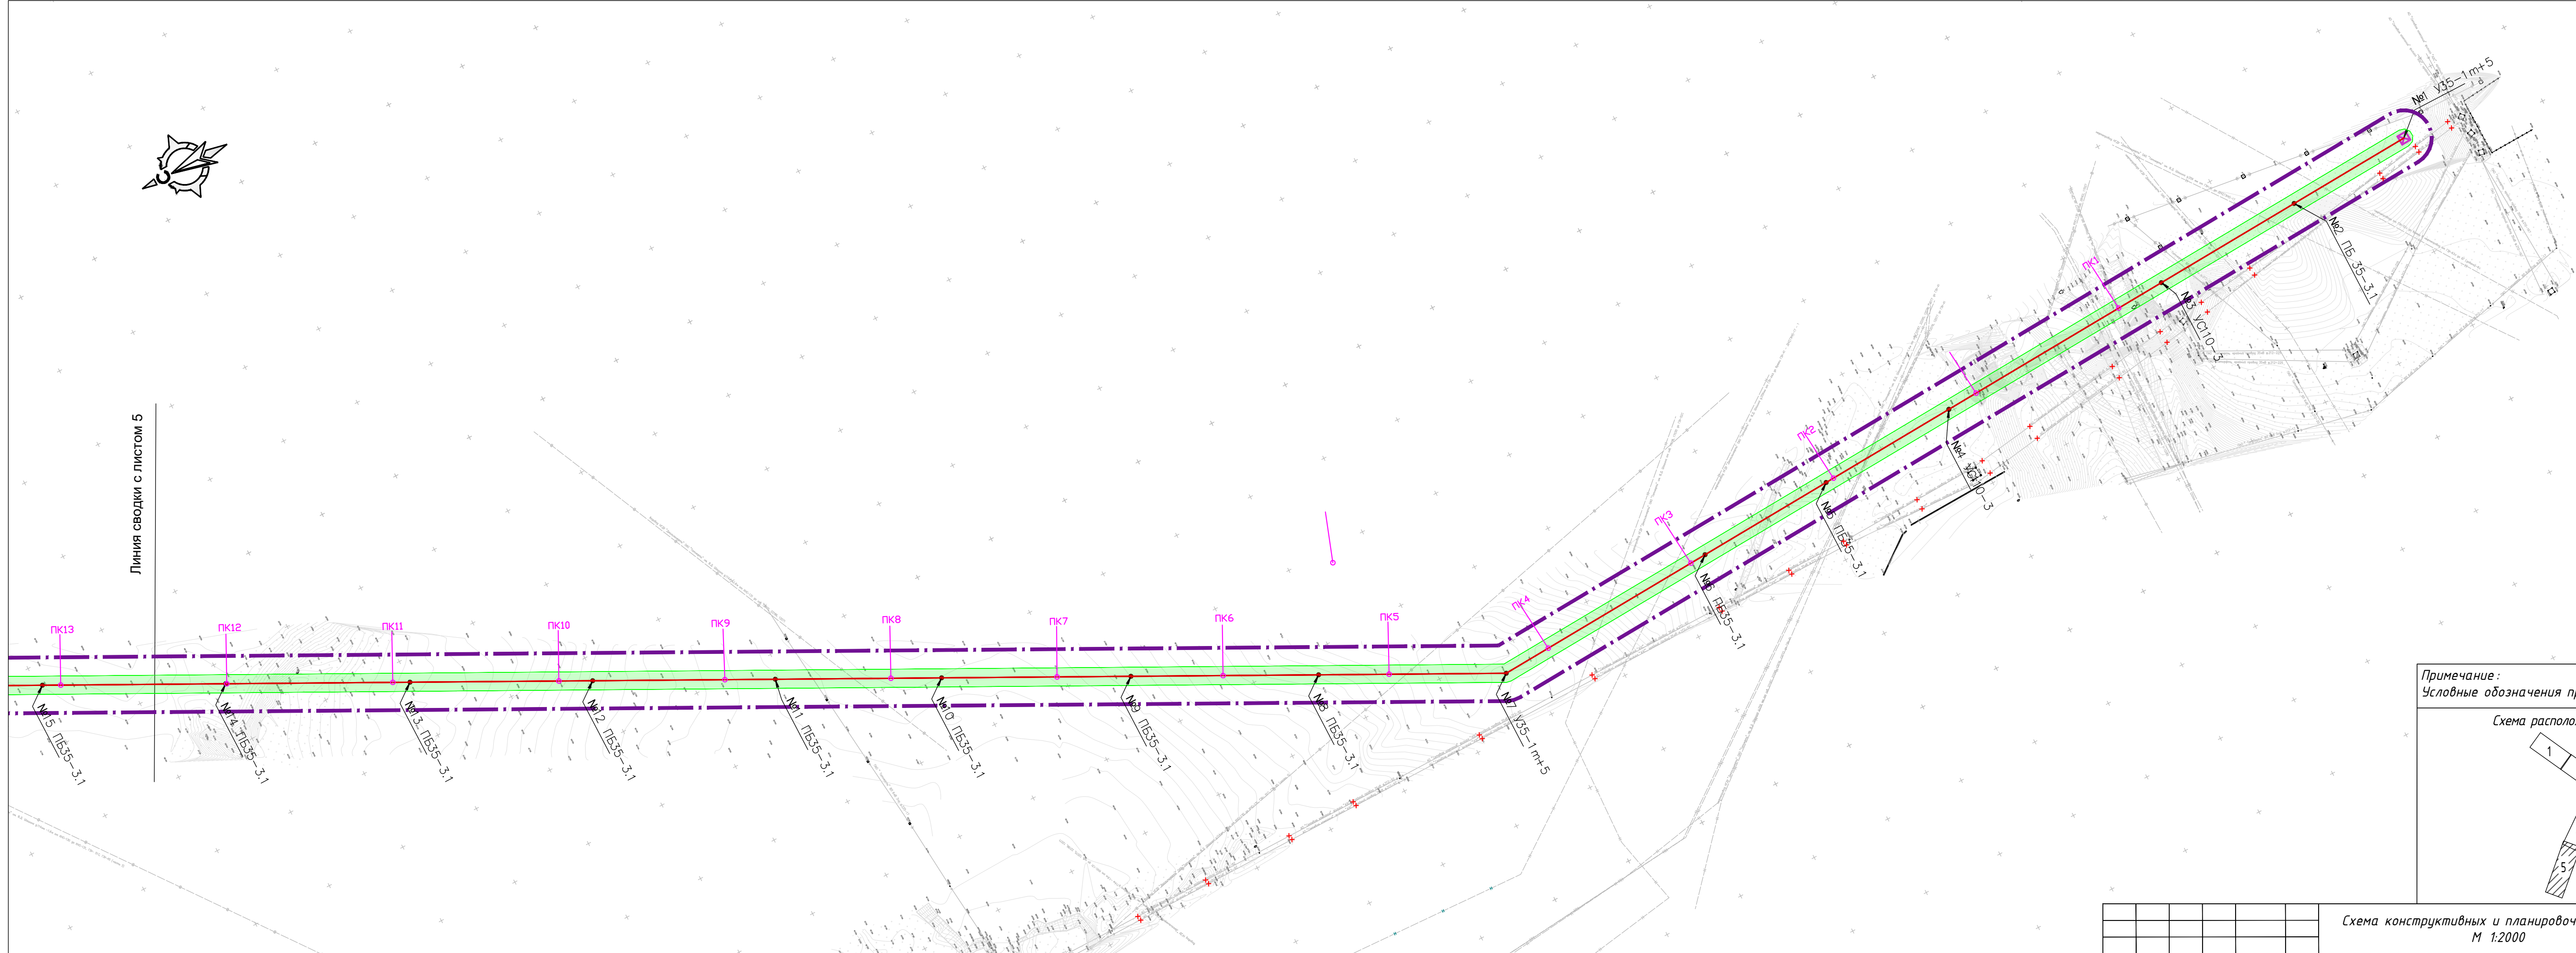 №1 У35-1т+5
№2 ПБ 35-3.1
ПК1
№3 УС110-3
ПК2
№4 УС110-3
№5 ПБ35-3.1
ПК3
№6 ПБ35-3.1
ПК4
№7 У35-1т+5
ПК5
№8 ПБ35-3.1
ПК6
№9 ПБ35-3.1
ПК7
№10 ПБ35-3.1
ПК8
№11 ПБ35-3.1
ПК9
№12 ПБ35-3.1
ПК10
№13 ПБ35-3.1
ПК11
№14 ПБ35-3.1
ПК12
№15 ПБ35-3.1
ПК13
Линия сводки с листом 5
С
Примечание:
Условные обозначения пр
Схема располо
1
5
Схема конструктивных и планировоч
М 1:2000